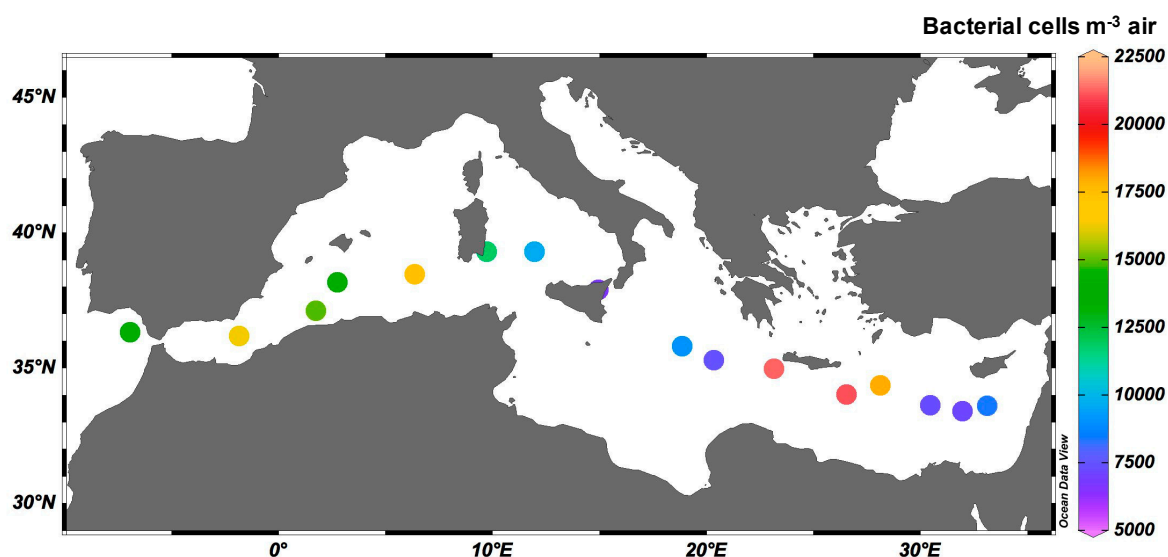 Bacterial cells m⁻³ air
22500
45°N
20000
17500
40°N
15000
12500
35°N
10000
7500
30°N
5000
Ocean Data View
0°
10°E
20°E
30°E